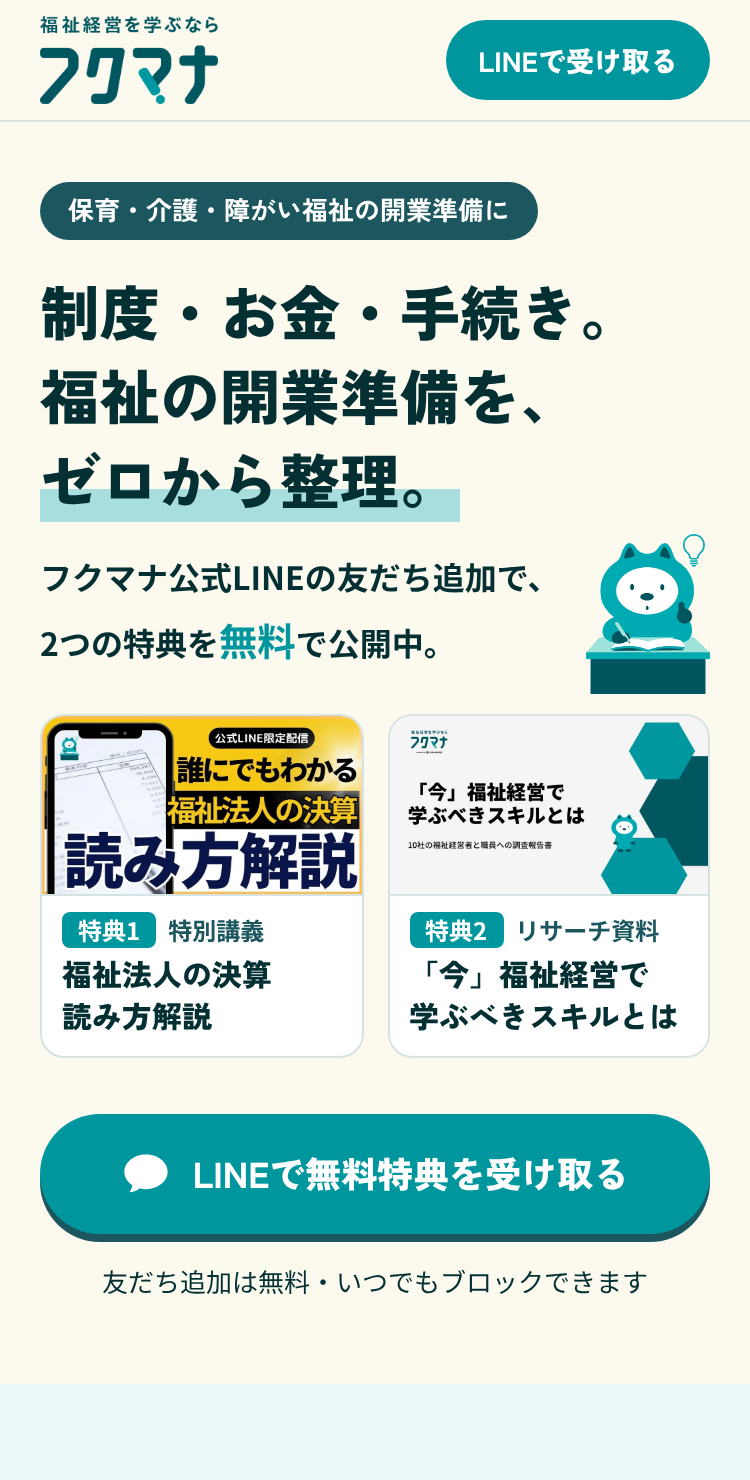 福祉経営を学ぶなら
フクマナ
LINEで受け取る
保育・介護・障がい福祉の開業準備に
制度・お金・手続き。
福祉の開業準備を、
ゼロから整理。
フクマナ公式LINEの友だち追加で、
2つの特典を無料で公開中。
公式LINE限定配信
誰にでもわかる
福祉法人の決算
読み方解説
福祉経営を学ぶなら
フクマナ
「今」福祉経営で
学ぶべきスキルとは
10社の福祉経営者と職員への調査報告書
特典1 特別講義
福祉法人の決算
読み方解説
特典2 リサーチ資料
「今」福祉経営で
学ぶべきスキルとは
LINEで無料特典を受け取る
友だち追加は無料・いつでもブロックできます